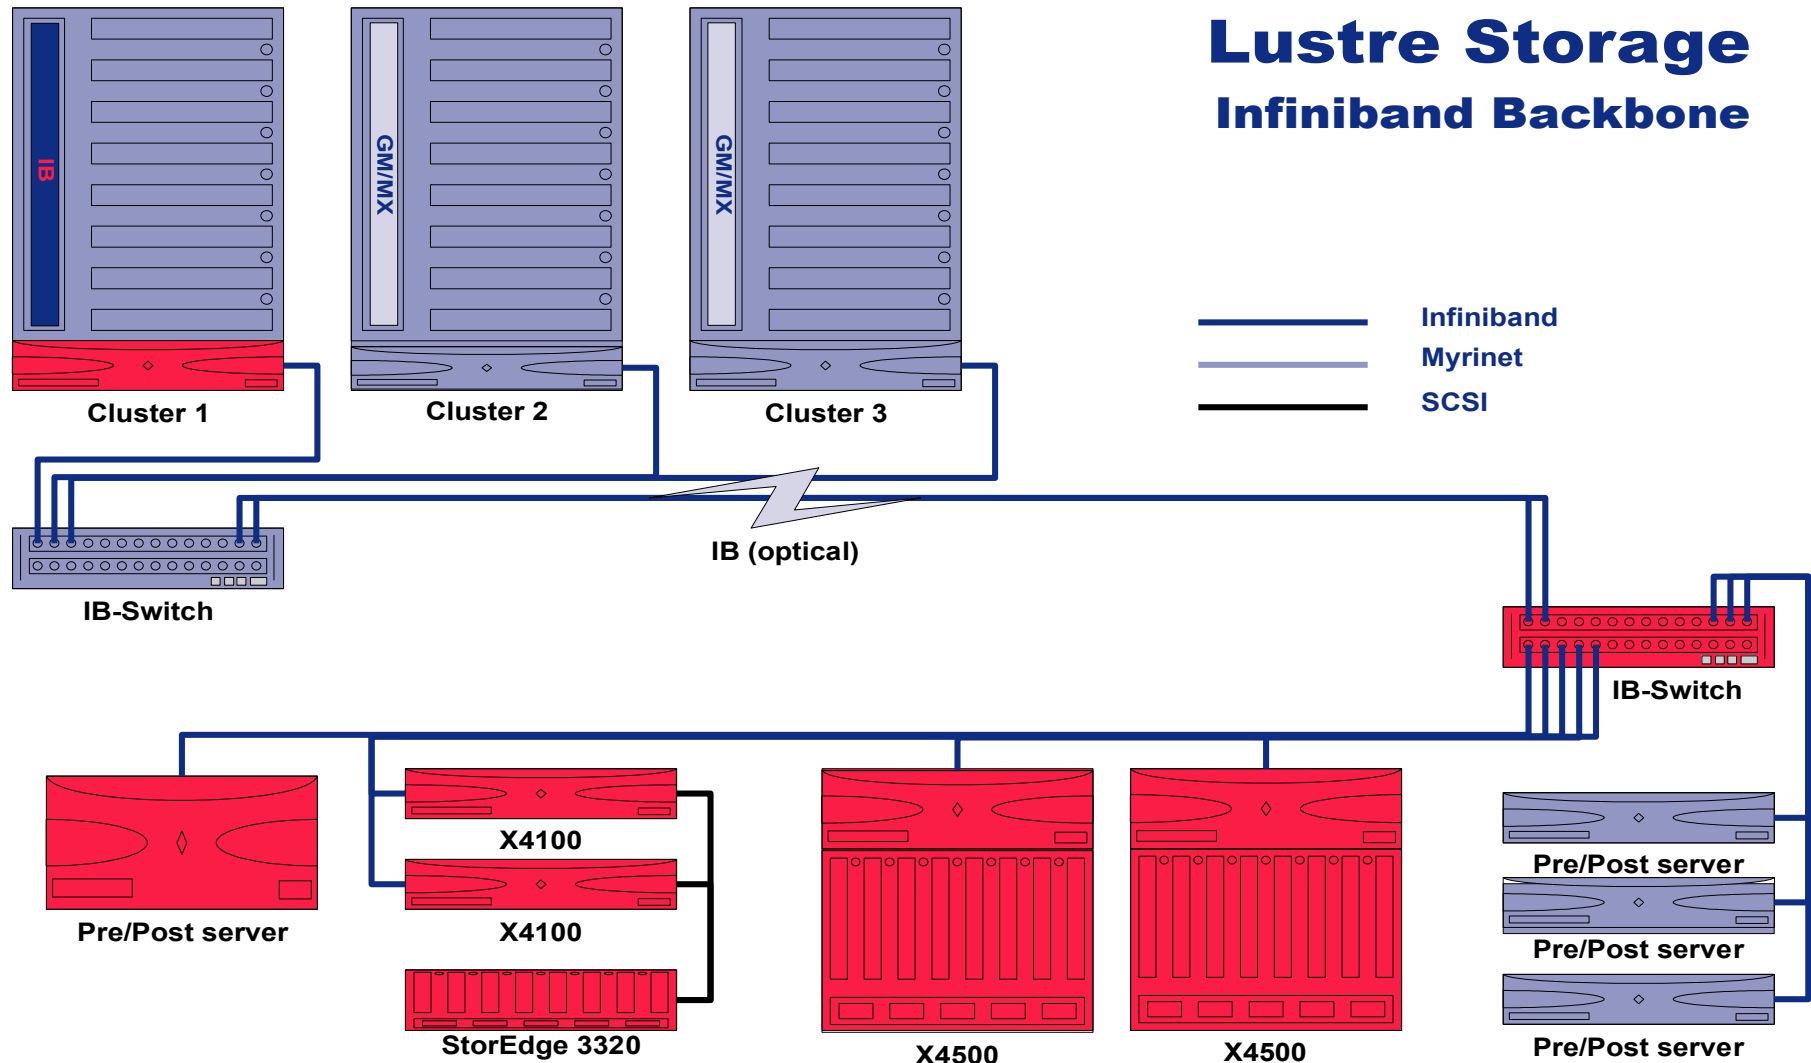 Lustre Storage
Infiniband Backbone
IB
GM/MX
GM/MX
Infiniband
Myrinet
SCSI
Cluster 1
Cluster 2
Cluster 3
IB (optical)
IB-Switch
IB-Switch
X4100
Pre/Post server
Pre/Post server
X4100
Pre/Post server
StorEdge 3320
X4500
X4500
Pre/Post server